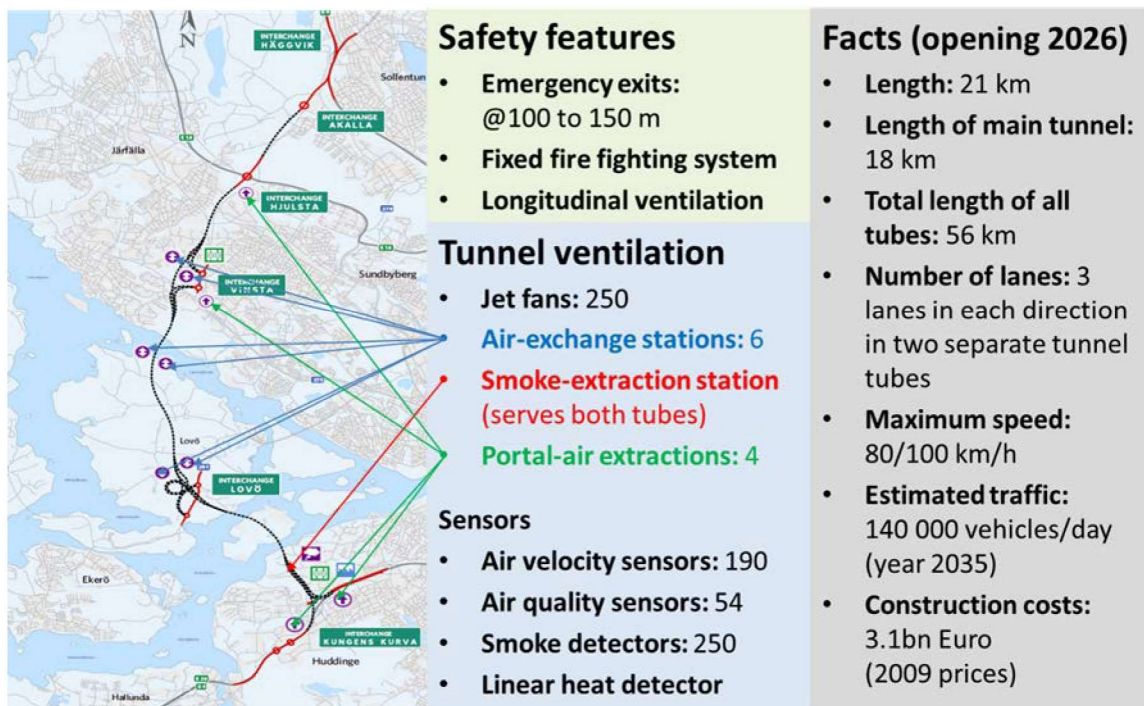 N
INTERCHANGE
HÄGGVIK
Sollentun
INTERCHANGE
AKALLA
E 18
Järfälla
INTERCHANGE
HJULSTA
279
E 18
Sundbyberg
INTERCHANGE
VINSTA
Lovö
INTERCHANGE
LOVÖ
Ekerö
INTERCHANGE
KUNGENS KURVA
Huddinge
Hallunda
Safety features
• Emergency exits:
@100 to 150 m
• Fixed fire fighting system
• Longitudinal ventilation
Tunnel ventilation
• Jet fans: 250
• Air-exchange stations: 6
• Smoke-extraction station
(serves both tubes)
• Portal-air extractions: 4
Sensors
• Air velocity sensors: 190
• Air quality sensors: 54
• Smoke detectors: 250
• Linear heat detector
Facts (opening 2026)
• Length: 21 km
• Length of main tunnel:
18 km
• Total length of all
tubes: 56 km
• Number of lanes: 3
lanes in each direction
in two separate tunnel
tubes
• Maximum speed:
80/100 km/h
• Estimated traffic:
140 000 vehicles/day
(year 2035)
• Construction costs:
3.1bn Euro
(2009 prices)